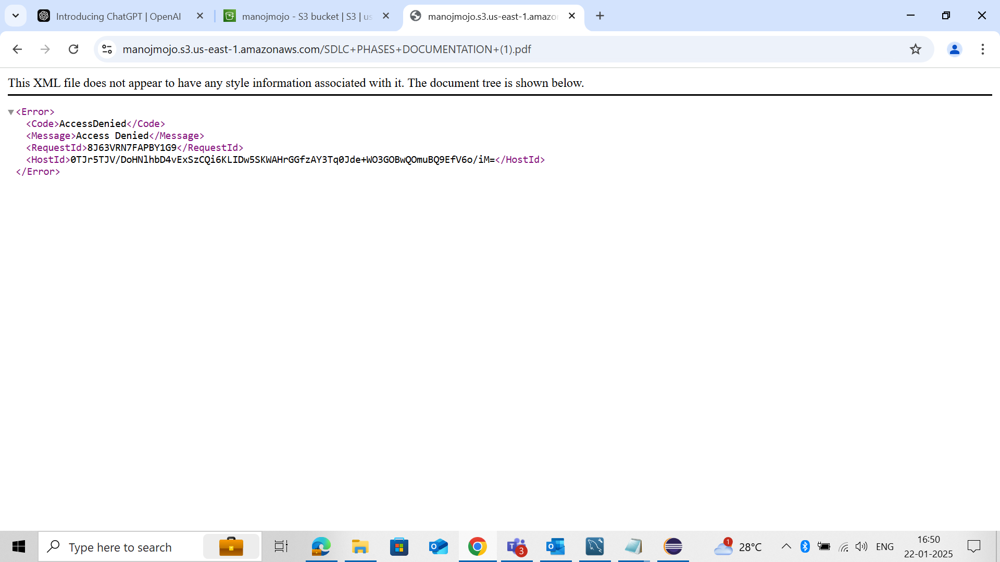 Introducing ChatGPT | OpenAI
manojmojo - S3 bucket | S3 | us
manojmojo.s3.us-east-1.amazo
manojmojo.s3.us-east-1.amazonaws.com/SDLC+PHASES+DOCUMENTATION+(1).pdf
This XML file does not appear to have any style information associated with it. The document tree is shown below.
<Error>
<Code>AccessDenied</Code>
<Message>Access Denied</Message>
<RequestId>8J63VRN7FAPBY1G9</RequestId>
<HostId>0TJr5TJV/DoHNlhbD4vExSzCQi6KLIDw5SKWAHrGGfzAY3Tq0Jde+WO3GOBwQOmuBQ9EfV6o/iM=</HostId>
</Error>
Type here to search
3
1
28°C
ENG
16:50
22-01-2025